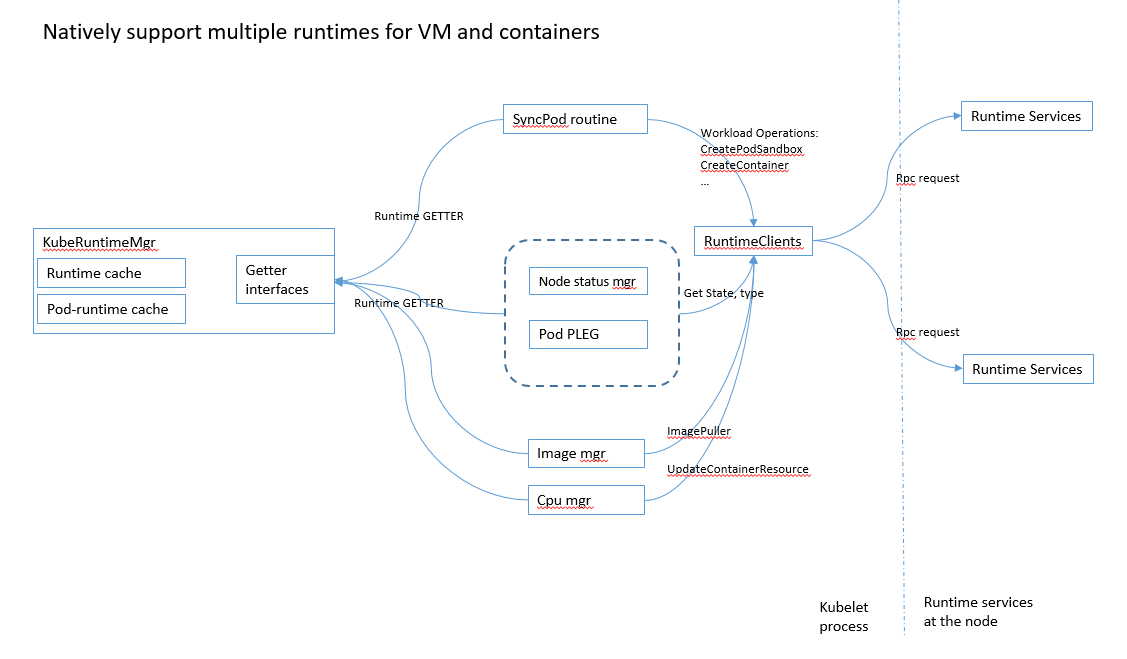 Natively support multiple runtimes for VM and containers
SyncPod routine
Workload Operations:
CreatePodSandbox
CreateContainer
...
Runtime Services
Rpc request
Runtime GETTER
KubeRuntimeMgr
Runtime cache
Pod-runtime cache
Getter
interfaces
RuntimeClients
Runtime GETTER
Node status mgr
Pod PLEG
Get State, type
Rpc request
Runtime Services
ImagePuller
Image mgr
UpdateContainerResource
Cpu mgr
Kubelet
process
Runtime services
at the node